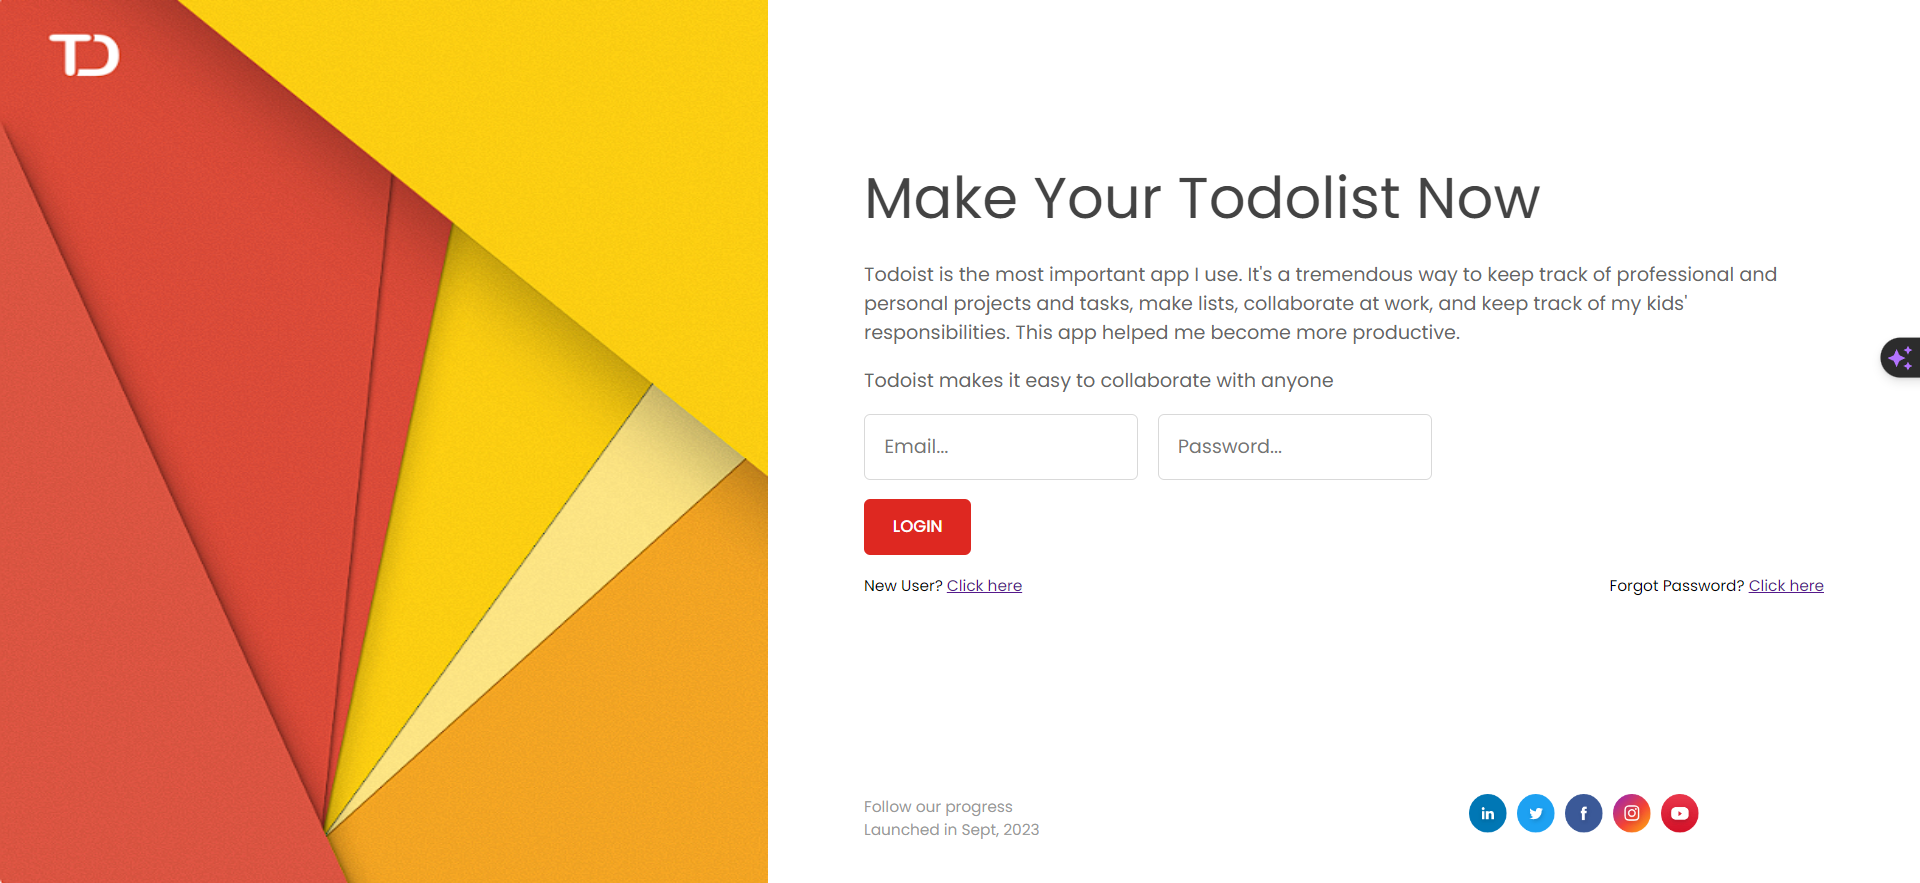 TD
Make Your Todolist Now
Todoist is the most important app I use. It's a tremendous way to keep track of professional and
personal projects and tasks, make lists, collaborate at work, and keep track of my kids'
responsibilities. This app helped me become more productive.
Todoist makes it easy to collaborate with anyone
Email...
Password...
LOGIN
New User? Click here
Forgot Password? Click here
Follow our progress
Launched in Sept, 2023
in
f